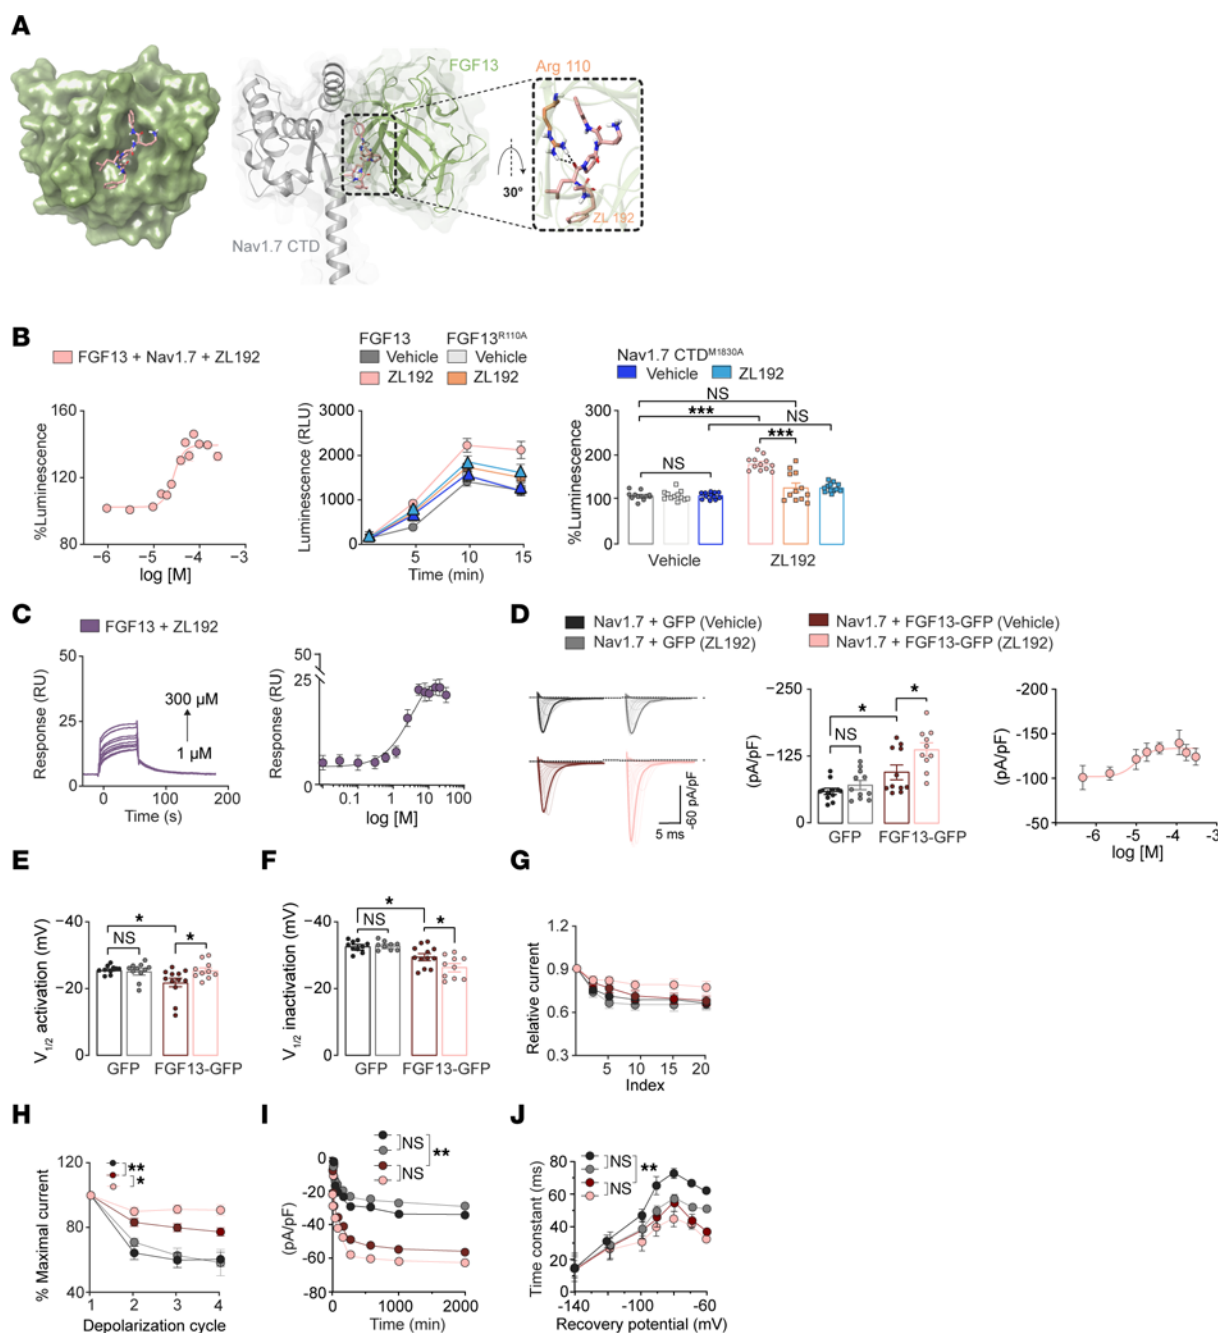 A
FGF13
Arg 110
30°
Nav1.7 CTD
ZL 192
B
FGF13 + Nav1.7 + ZL192
FGF13 FGF13R110A
Vehicle Vehicle
ZL192 ZL192
Nav1.7 CTDM1830A
Vehicle ZL192
%Luminescence
160
120
80
−6 −5 −4 −3
log [M]
Luminescence (RLU)
3000
2000
1000
0
5 10 15
Time (min)
%Luminescence
300
200
100
0
NS
*** NS
***
NS
Vehicle ZL192
C
FGF13 + ZL192
Response (RU)
50
25
0
300 µM
1 µM
0 80 180
Time (s)
Response (RU)
50
25
0
0.1 1 10 100
log [M]
D
Nav1.7 + GFP (Vehicle) Nav1.7 + FGF13-GFP (Vehicle)
Nav1.7 + GFP (ZL192) Nav1.7 + FGF13-GFP (ZL192)
-60 pA/pF
5 ms
(pA/pF)
-250
-125
0
*
*
NS
GFP FGF13-GFP
(pA/pF)
-200
-150
-100
-50
-6 -5 -4 -3
log [M]
E
V1/2 activation (mV)
−40
−20
0
*
NS *
GFP FGF13-GFP
F
V1/2 inactivation (mV)
−40
−20
0
*
NS *
GFP FGF13-GFP
G
Relative current
1.2
0.9
0.6
0.3
5 10 15 20
Index
H
% Maximal current
120
80
60
40
**
*
1 2 3 4
Depolarization cycle
I
(pA/pF)
0
-20
-40
-60
-80
NS
**
NS
0 1000 2000
Time (min)
J
Time constant (ms)
80
60
40
20
0
NS **
NS
-140 -100 -60
Recovery potential (mV)